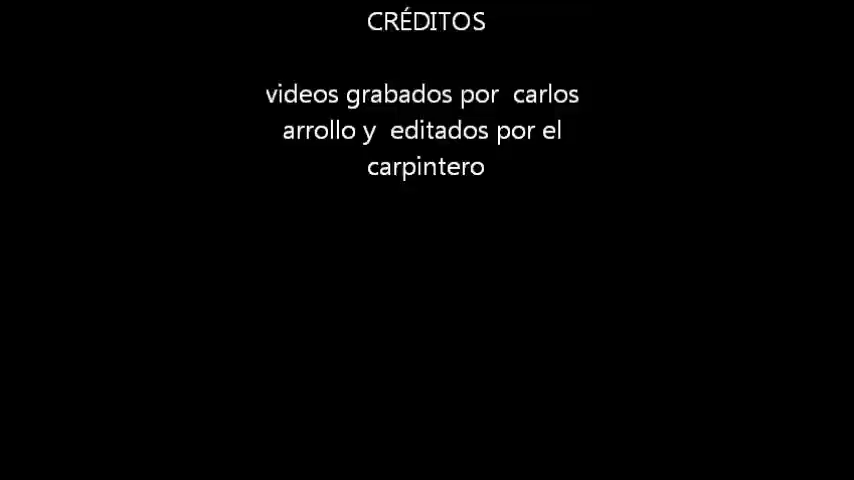 CRÉDITOS
videos grabados por  carlos
arrollo y  editados por el
carpintero